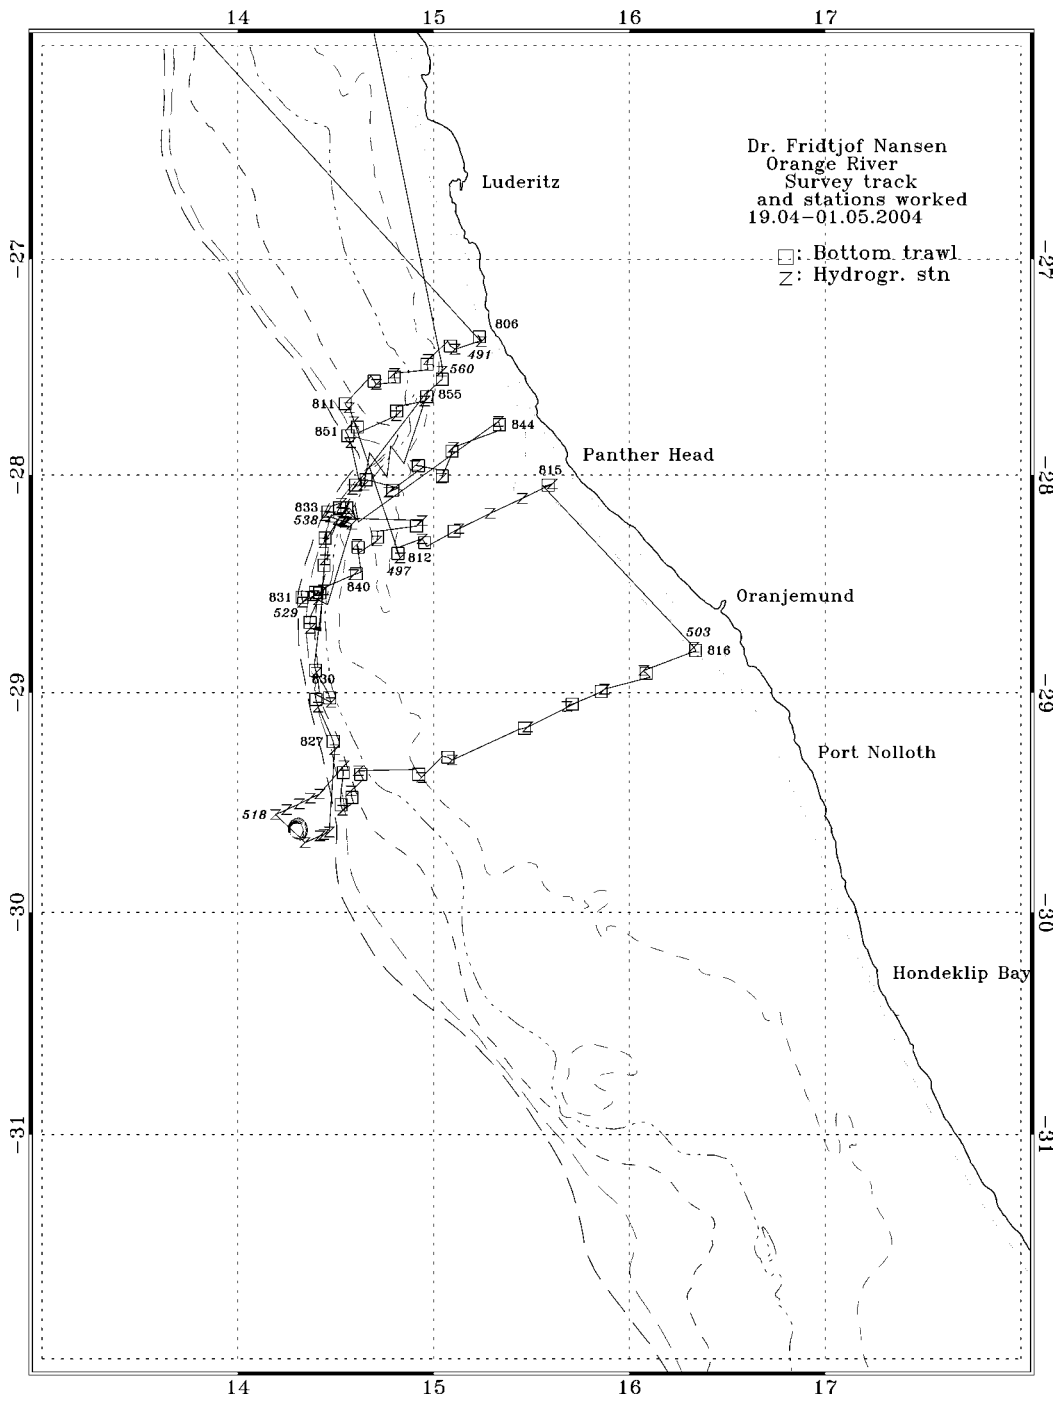 14 15 16 17
Dr. Fridtjof Nansen
Orange River
Survey track
and stations worked
19.04-01.05.2004
Luderitz
-27 -27
□: Bottom trawl
Z: Hydrogr. stn
806
491
560
855
811
851
844
Panther Head
815
-28 -28
833
538
812
497
840
831
529
Oranjemund
503
816
830
-29 -29
827
Port Nolloth
518
-30 -30
Hondeklip Bay
-31 -31
14 15 16 17